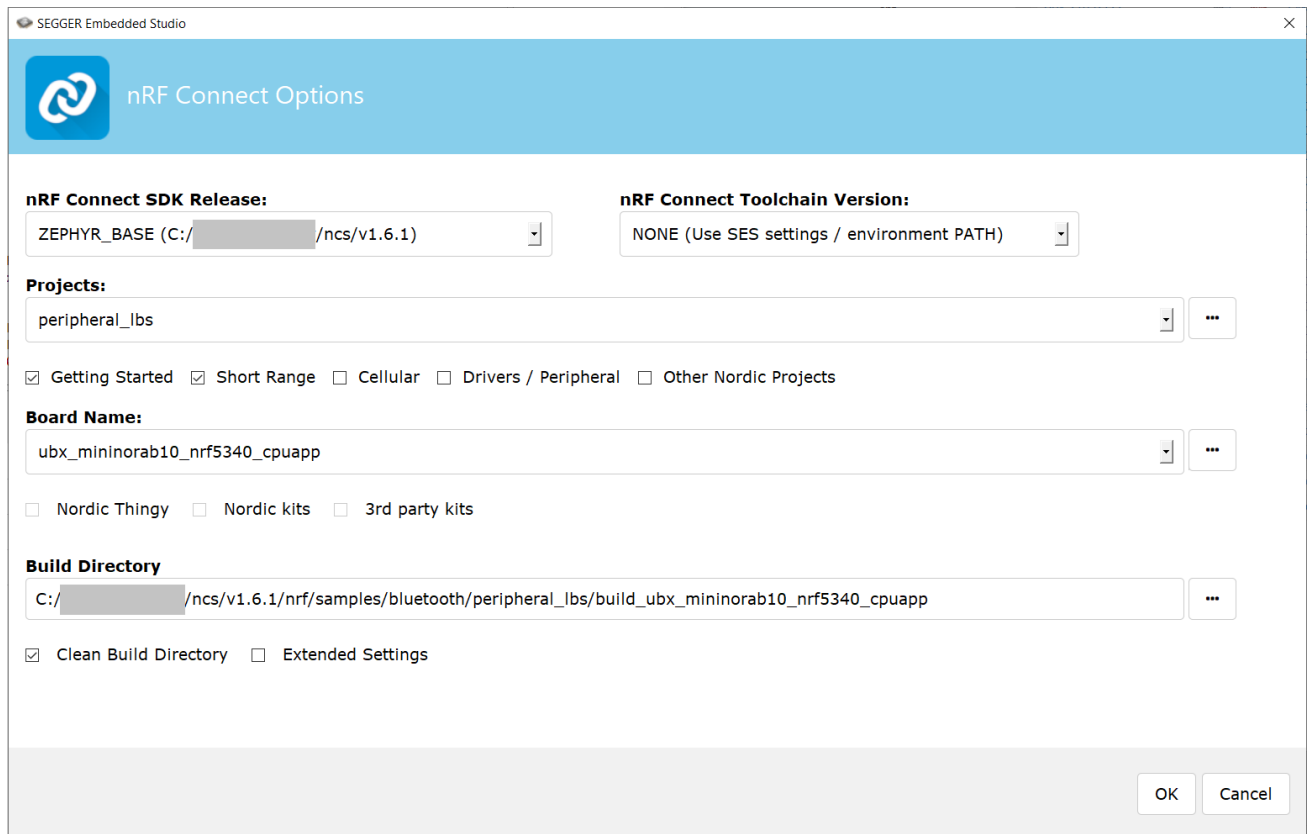 SEGGER Embedded Studio
nRF Connect Options
nRF Connect SDK Release: nRF Connect Toolchain Version:
ZEPHYR_BASE (C:/ /ncs/v1.6.1) NONE (Use SES settings / environment PATH)
Projects:
peripheral_lbs
...
Getting Started Short Range Cellular Drivers / Peripheral Other Nordic Projects
Board Name:
ubx_mininorab10_nrf5340_cpuapp
...
Nordic Thingy Nordic kits 3rd party kits
Build Directory
C:/ /ncs/v1.6.1/nrf/samples/bluetooth/peripheral_lbs/build_ubx_mininorab10_nrf5340_cpuapp
...
Clean Build Directory Extended Settings
OK Cancel